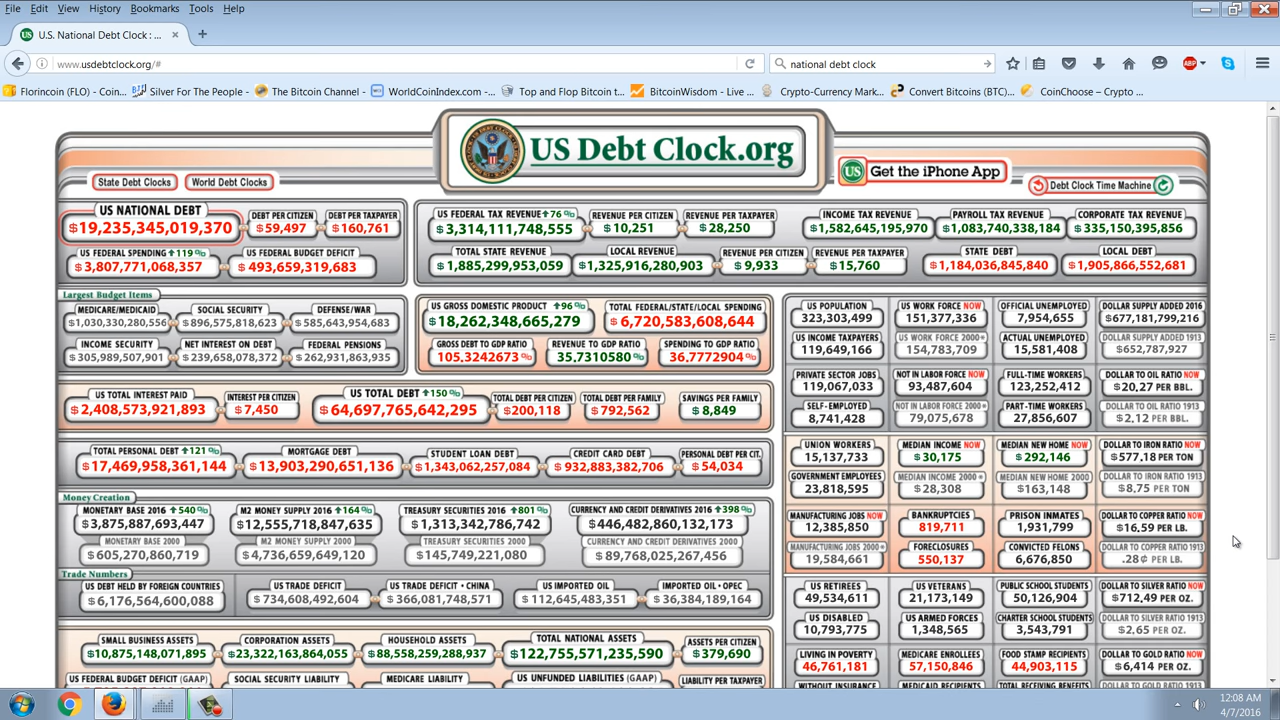 File Edit View History Bookmarks Tools Help
U.S. National Debt Clock : ...
www.usdebtclock.org/#
national debt clock
ABP
Florincoin (FLO) - Coin...
Silver For The People - ...
The Bitcoin Channel - ...
WorldCoinIndex.com - ...
Top and Flop Bitcoin t...
BitcoinWisdom - Live ...
Crypto-Currency Mark...
Convert Bitcoins (BTC)...
CoinChoose – Crypto ...
US Debt Clock.org
State Debt Clocks
World Debt Clocks
US Get the iPhone App
Debt Clock Time Machine
US NATIONAL DEBT
$19,235,345,019,370
DEBT PER CITIZEN
$59,497
DEBT PER TAXPAYER
$160,761
US FEDERAL SPENDING 119%
$3,807,771,068,357
US FEDERAL BUDGET DEFICIT
$493,659,319,683
US FEDERAL TAX REVENUE 76%
$3,314,111,748,555
REVENUE PER CITIZEN
$10,251
REVENUE PER TAXPAYER
$28,250
INCOME TAX REVENUE
$1,582,645,195,970
PAYROLL TAX REVENUE
$1,083,740,338,184
CORPORATE TAX REVENUE
$335,150,395,856
TOTAL STATE REVENUE
$1,885,299,953,059
LOCAL REVENUE
$1,325,916,280,903
REVENUE PER CITIZEN
$9,933
REVENUE PER TAXPAYER
$15,760
STATE DEBT
$1,184,036,845,840
LOCAL DEBT
$1,905,866,552,681
Largest Budget Items
MEDICARE/MEDICAID
$1,030,330,280,556
SOCIAL SECURITY
$896,575,818,623
DEFENSE/WAR
$585,643,954,683
INCOME SECURITY
$305,989,507,901
NET INTEREST ON DEBT
$239,658,078,372
FEDERAL PENSIONS
$262,931,863,935
US GROSS DOMESTIC PRODUCT 96%
$18,262,348,665,279
TOTAL FEDERAL/STATE/LOCAL SPENDING
$6,720,583,608,644
GROSS DEBT TO GDP RATIO
105.3242673%
REVENUE TO GDP RATIO
35.7310580%
SPENDING TO GDP RATIO
36.7772904%
US TOTAL INTEREST PAID
$2,408,573,921,893
INTEREST PER CITIZEN
$7,450
US TOTAL DEBT 150%
$64,697,765,642,295
TOTAL DEBT PER CITIZEN
$200,118
TOTAL DEBT PER FAMILY
$792,562
SAVINGS PER FAMILY
$8,849
TOTAL PERSONAL DEBT 121%
$17,469,958,361,144
MORTGAGE DEBT
$13,903,290,651,136
STUDENT LOAN DEBT
$1,343,062,257,084
CREDIT CARD DEBT
$932,883,382,706
PERSONAL DEBT PER CIT.
$54,034
Money Creation
MONETARY BASE 2016 540%
$3,875,887,693,447
M2 MONEY SUPPLY 2016 164%
$12,555,718,847,635
TREASURY SECURITIES 2016 801%
$1,313,342,766,742
CURRENCY AND CREDIT DERIVATIVES 2016 398%
$446,482,860,132,173
MONETARY BASE 2000
$605,270,860,719
M2 MONEY SUPPLY 2000
$4,736,659,649,120
TREASURY SECURITIES 2000
$145,749,221,080
CURRENCY AND CREDIT DERIVATIVES 2000
$89,768,025,267,456
Trade Numbers
US DEBT HELD BY FOREIGN COUNTRIES
$6,176,564,600,088
US TRADE DEFICIT
$734,608,492,604
US TRADE DEFICIT - CHINA
$366,081,748,571
US IMPORTED OIL
$112,645,483,351
IMPORTED OIL - OPEC
$36,384,189,164
SMALL BUSINESS ASSETS
$10,875,148,071,895
CORPORATION ASSETS
$23,322,163,864,055
HOUSEHOLD ASSETS
$88,558,259,288,937
TOTAL NATIONAL ASSETS
$122,755,571,235,590
ASSETS PER CITIZEN
$379,690
US FEDERAL BUDGET DEFICIT (GAAP)
SOCIAL SECURITY LIABILITY
MEDICARE LIABILITY
US UNFUNDED LIABILITIES (GAAP)
LIABILITY PER TAXPAYER
US POPULATION
323,303,499
US WORK FORCE NOW
151,377,336
OFFICIAL UNEMPLOYED
7,954,655
DOLLAR SUPPLY ADDED 2016
$677,181,799,216
US INCOME TAXPAYERS
119,649,166
US WORK FORCE 2000
154,783,709
ACTUAL UNEMPLOYED
15,581,408
DOLLAR SUPPLY ADDED 1913
$652,787,927
PRIVATE SECTOR JOBS
119,067,033
NOT IN LABOR FORCE NOW
93,487,604
FULL-TIME WORKERS
123,252,412
DOLLAR TO OIL RATIO NOW
$20.27 PER BBL.
SELF-EMPLOYED
8,741,428
NOT IN LABOR FORCE 2000
79,075,678
PART-TIME WORKERS
27,856,607
DOLLAR TO OIL RATIO 1913
$2.12 PER BBL.
UNION WORKERS
15,137,733
MEDIAN INCOME NOW
$30,175
MEDIAN NEW HOME NOW
$292,146
DOLLAR TO IRON RATIO NOW
$577.18 PER TON
GOVERNMENT EMPLOYEES
23,818,595
MEDIAN INCOME 2000
$28,308
MEDIAN NEW HOME 2000
$163,148
DOLLAR TO IRON RATIO 1913
$8.75 PER TON
MANUFACTURING JOBS NOW
12,385,850
BANKRUPTCIES
819,711
PRISON INMATES
1,931,799
DOLLAR TO COPPER RATIO NOW
$16.59 PER LB.
MANUFACTURING JOBS 2000
19,584,661
FORECLOSURES
550,137
CONVICTED FELONS
6,676,850
DOLLAR TO COPPER RATIO 1913
.28¢ PER LB.
US RETIREES
49,534,611
US VETERANS
21,173,149
PUBLIC SCHOOL STUDENTS
50,126,904
DOLLAR TO SILVER RATIO NOW
$712.49 PER OZ.
US DISABLED
10,793,775
US ARMED FORCES
1,348,565
CHARTER SCHOOL STUDENTS
3,543,791
DOLLAR TO SILVER RATIO 1913
$2.65 PER OZ.
LIVING IN POVERTY
46,761,181
MEDICARE ENROLLEES
57,150,846
FOOD STAMP RECIPIENTS
44,903,115
DOLLAR TO GOLD RATIO NOW
$6,414 PER OZ.
WITHOUT INSURANCE
MEDICAID RECIPIENTS
TOTAL RECEIVING BENEFITS
DOLLAR TO GOLD RATIO 1913
12:08 AM
4/7/2016